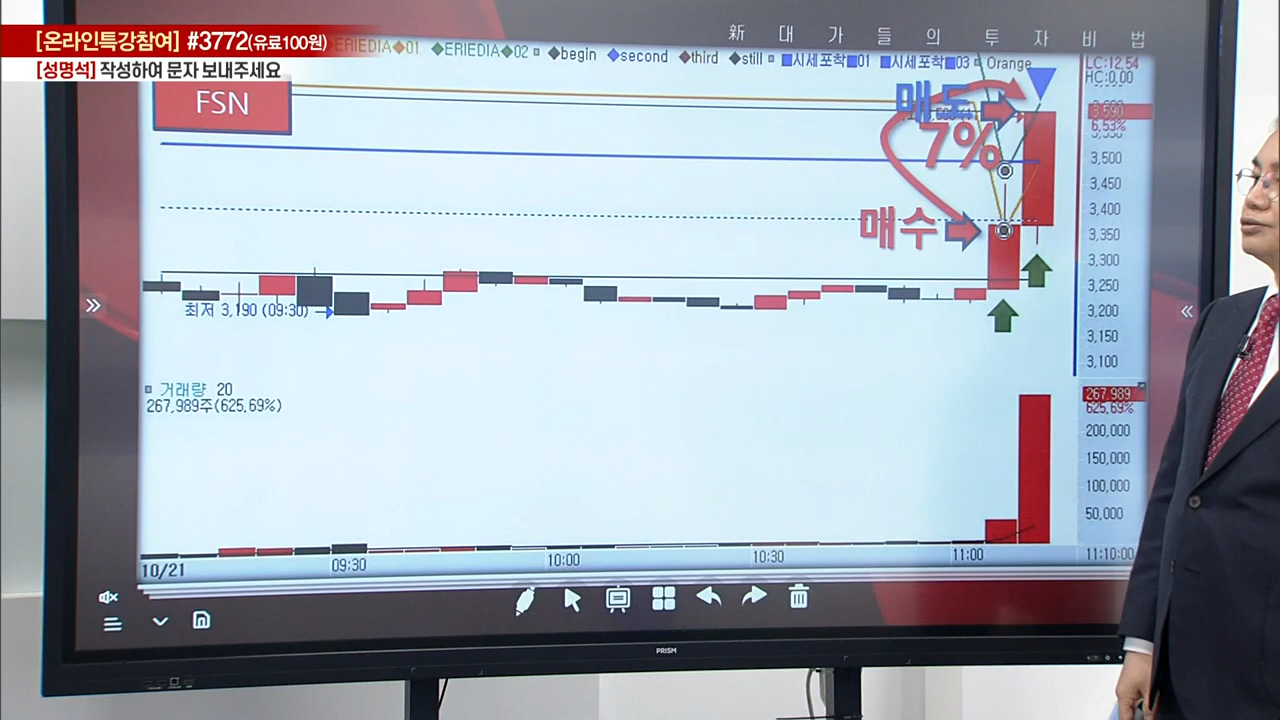 [온라인특강참여] #3772(유료100원)
[성명석] 작성하여 문자 보내주세요
新 대 가 들 의 투 자 비 법
ERIEDIA◆01 ◆ERIEDIA◆02 ◆begin ◆second ◆third ◆still ■시세포착■01 ■시세포착■03 Orange
LC:12,54
HC:0,00
FSN
매도
7%
매수
3,590
6,53%
3,550
3,500
3,450
3,400
3,350
3,300
3,250
3,200
3,150
3,100
최저 3,190 (09:30)
거래량 20
267,989주(625,69%)
267,989
625,69%
200,000
150,000
100,000
50,000
10/21 09:30 10:00 10:30 11:00 11:10:00
PRISM